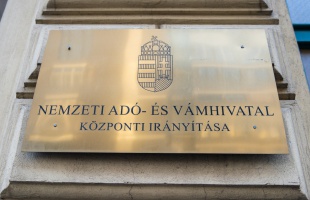 NEMZETI ADÓ- ÉS VÁMHIVATAL
KÖZPONTI IRÁNYÍTÁSA